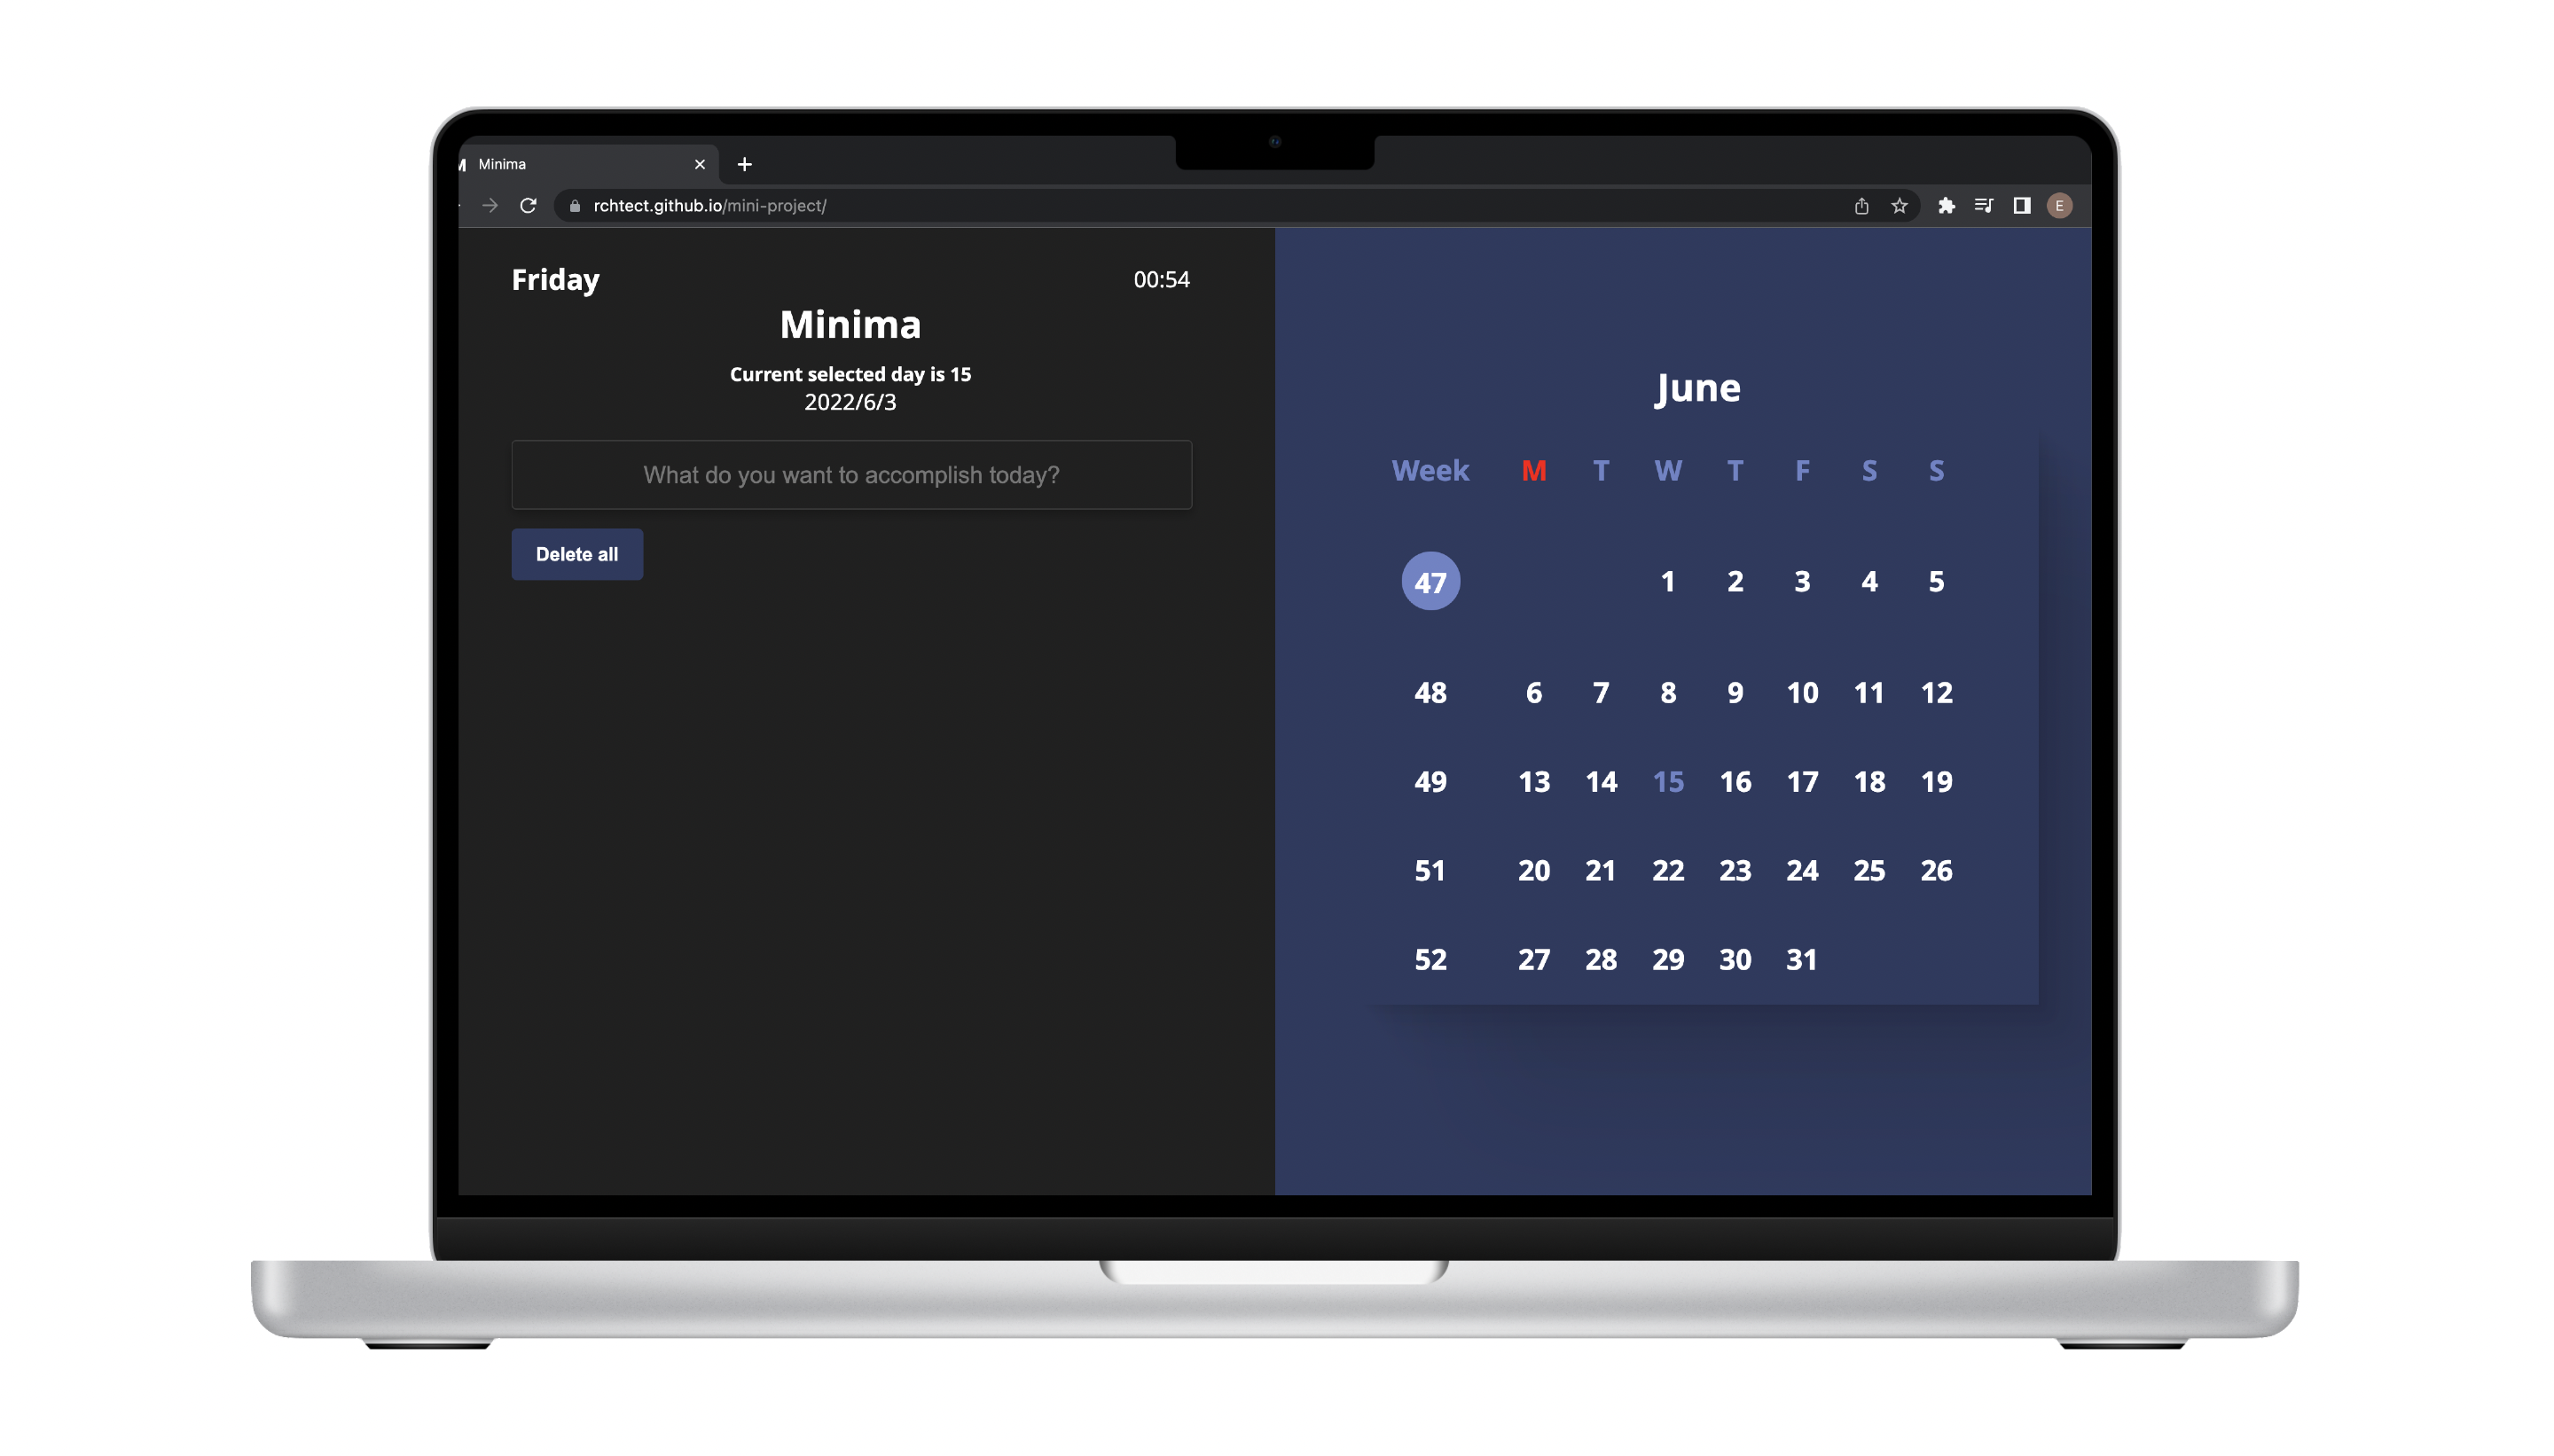 Minima
rchtect.github.io/mini-project/
E
Friday
00:54
Minima
Current selected day is 15
2022/6/3
What do you want to accomplish today?
Delete all
June
Week M T W T F S S
47 1 2 3 4 5
48 6 7 8 9 10 11 12
49 13 14 15 16 17 18 19
51 20 21 22 23 24 25 26
52 27 28 29 30 31